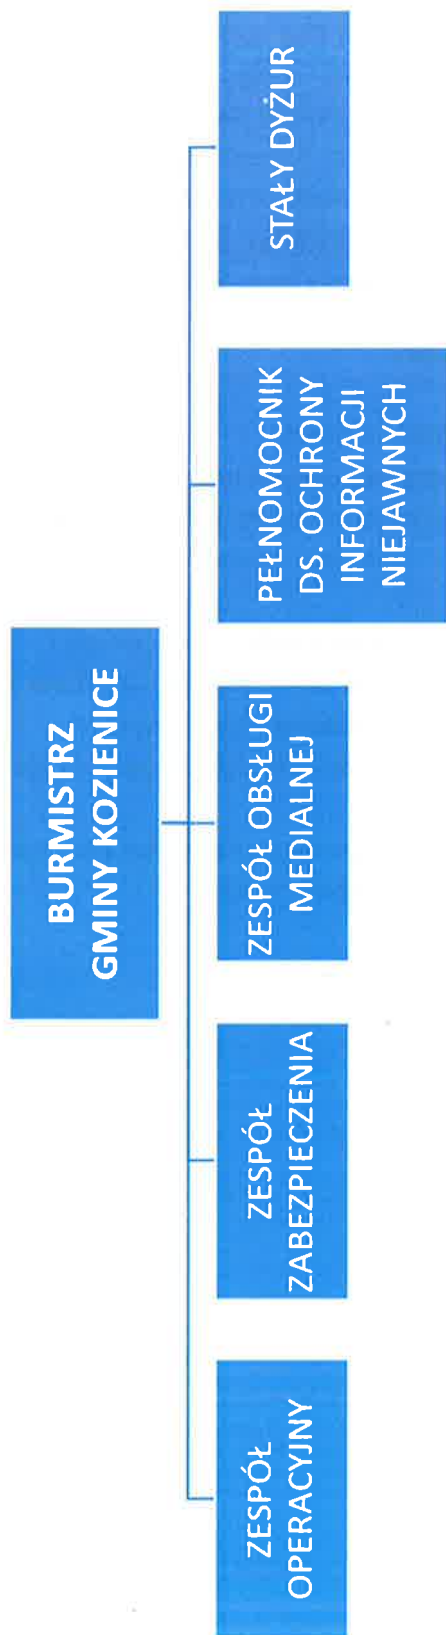 BURMISTRZ
GMINY KOZIENICE
ZESPÓŁ
OPERACYJNY
ZESPÓŁ
ZABEZPIECZENIA
ZESPÓŁ OBSŁUGI
MEDIALNEJ
PEŁNOMOCNIK
DS. OCHRONY
INFORMACJI
NIEJAWNYCH
STAŁY DYŻUR